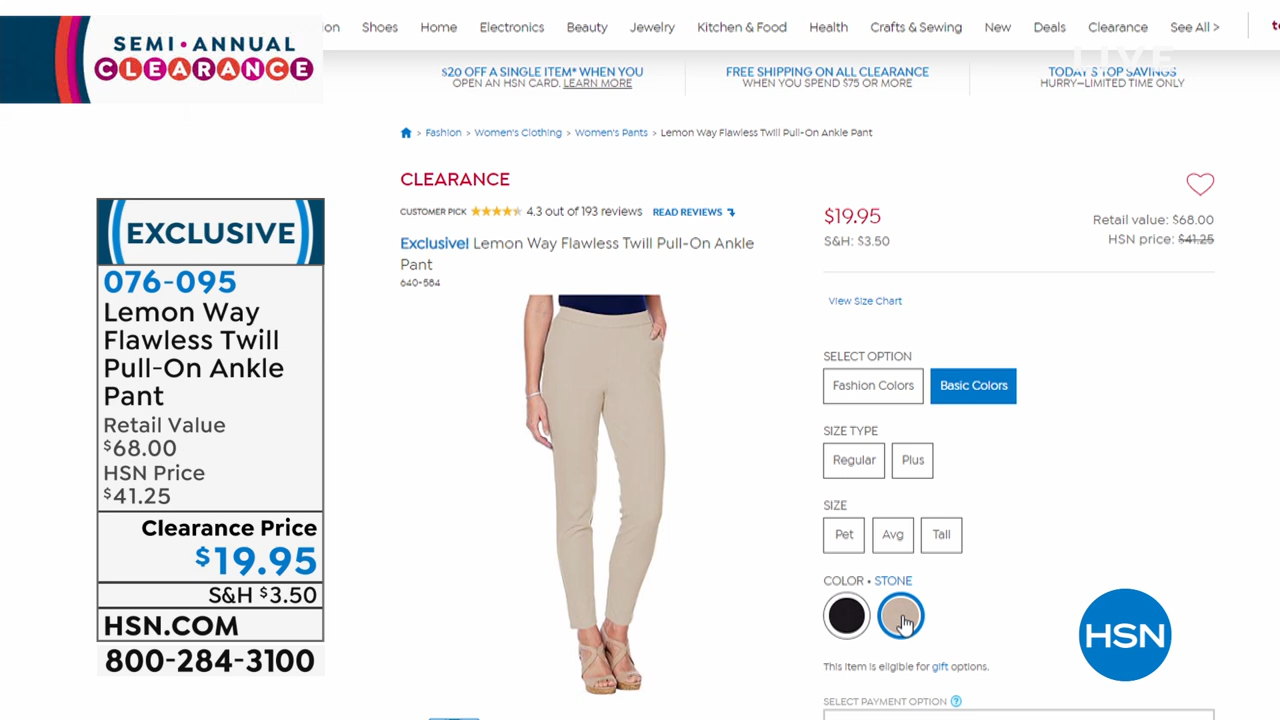 SEMI•ANNUAL
CLEARANCE
Shoes Home Electronics Beauty Jewelry Kitchen & Food Health Crafts & Sewing New Deals Clearance See All >
LIVE
$20 OFF A SINGLE ITEM* WHEN YOU
OPEN AN HSN CARD. LEARN MORE
FREE SHIPPING ON ALL CLEARANCE
WHEN YOU SPEND $75 OR MORE
TODAY'S TOP SAVINGS
HURRY—LIMITED TIME ONLY
> Fashion > Women's Clothing > Women's Pants > Lemon Way Flawless Twill Pull-On Ankle Pant
EXCLUSIVE
076-095
Lemon Way
Flawless Twill
Pull-On Ankle
Pant
Retail Value
$68.00
HSN Price
$41.25
Clearance Price
$19.95
S&H $3.50
HSN.COM
800-284-3100
CLEARANCE
CUSTOMER PICK 4.3 out of 193 reviews READ REVIEWS
Exclusive! Lemon Way Flawless Twill Pull-On Ankle
Pant
640-584
$19.95
S&H: $3.50
Retail value: $68.00
HSN price: $41.25
View Size Chart
SELECT OPTION
Fashion Colors Basic Colors
SIZE TYPE
Regular Plus
SIZE
Pet Avg Tall
COLOR • STONE
This item is eligible for gift options.
SELECT PAYMENT OPTION ?
HSN